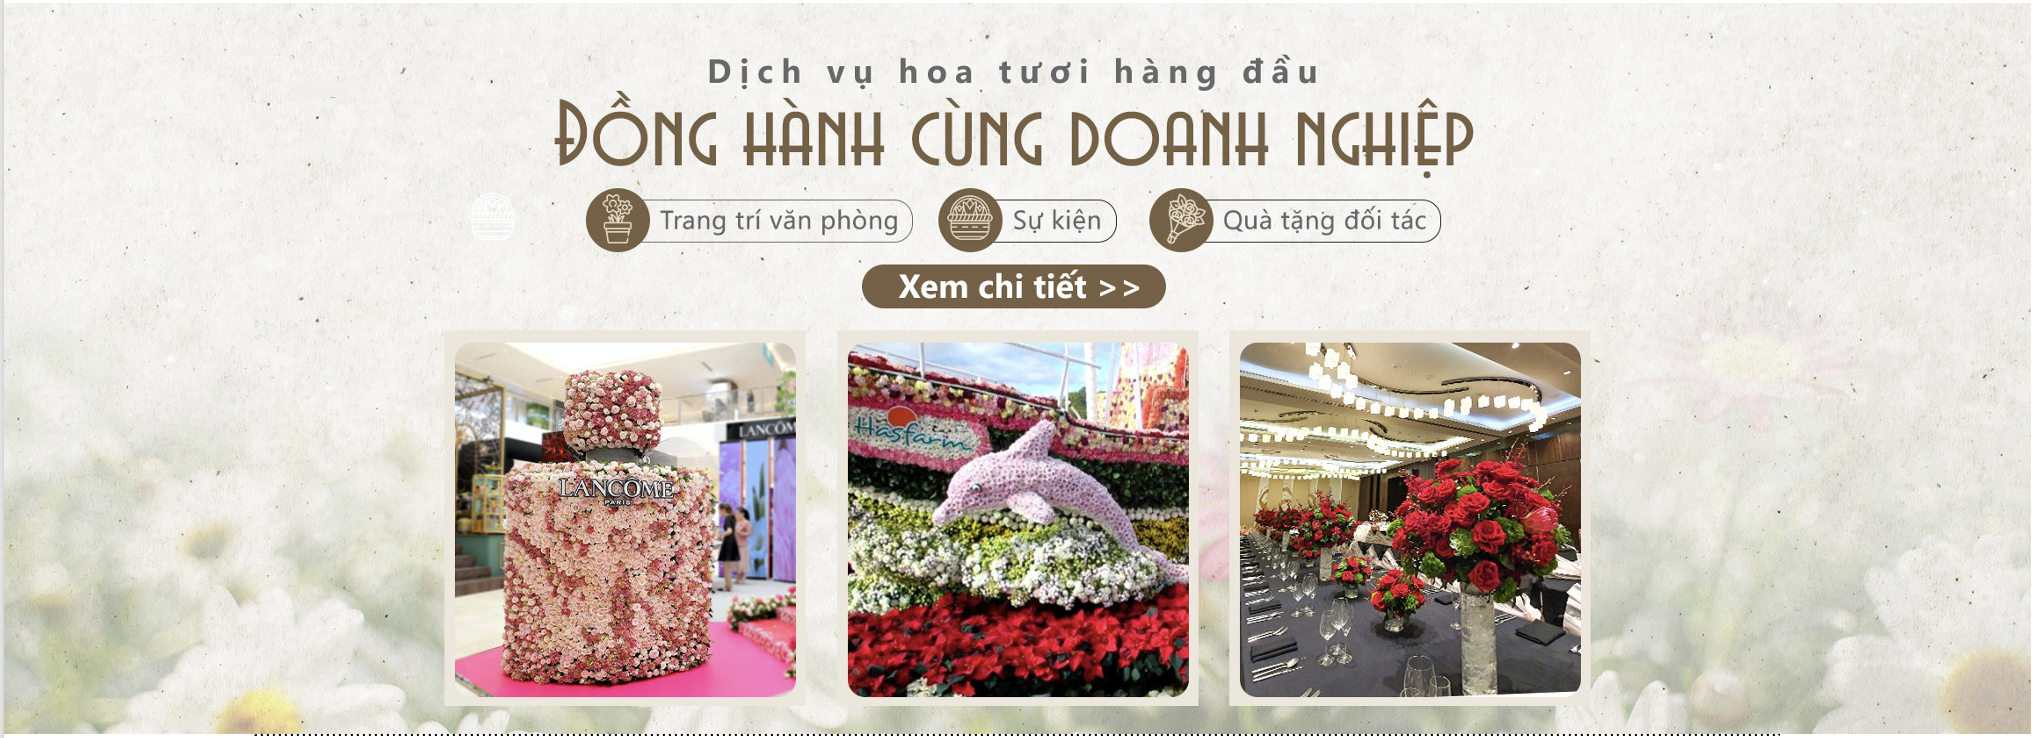 Dịch vụ hoa tươi hàng đầu
ĐỒNG HÀNH CÙNG DOANH NGHIỆP
Trang trí văn phòng
Sự kiện
Quà tặng đối tác
Xem chi tiết >>
LANCÔM
LANCÔME
PARIS
Hasfarm